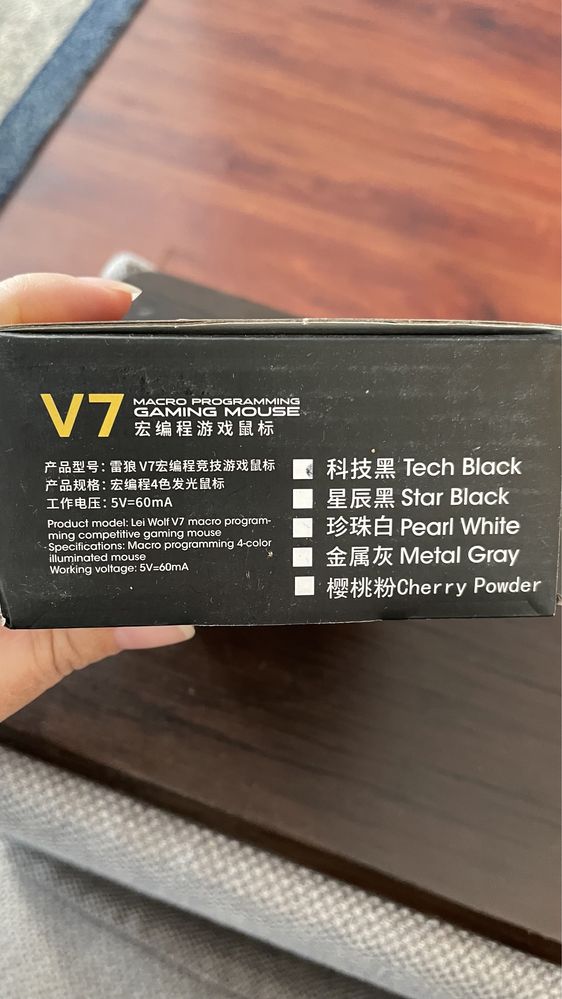 V7
MACRO PROGRAMMING
GAMING MOUSE
宏编程游戏鼠标
产品型号：雷狼V7宏编程竞技游戏鼠标
产品规格：宏编程4色发光鼠标
工作电压：5V=60mA
Product model: Lei Wolf V7 macro program-
ming competitive gaming mouse
Specifications: Macro programming 4-color
illuminated mouse
Working voltage: 5V=60mA
科技黑 Tech Black
星辰黑 Star Black
珍珠白 Pearl White
金属灰 Metal Gray
樱桃粉Cherry Powder